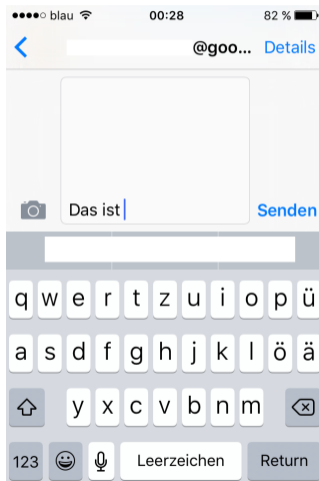 blau 00:28 82 %
@goo... Details
Das ist
Senden
q w e r t z u i o p ü
a s d f g h j k l ö ä
y x c v b n m
123 Leerzeichen Return